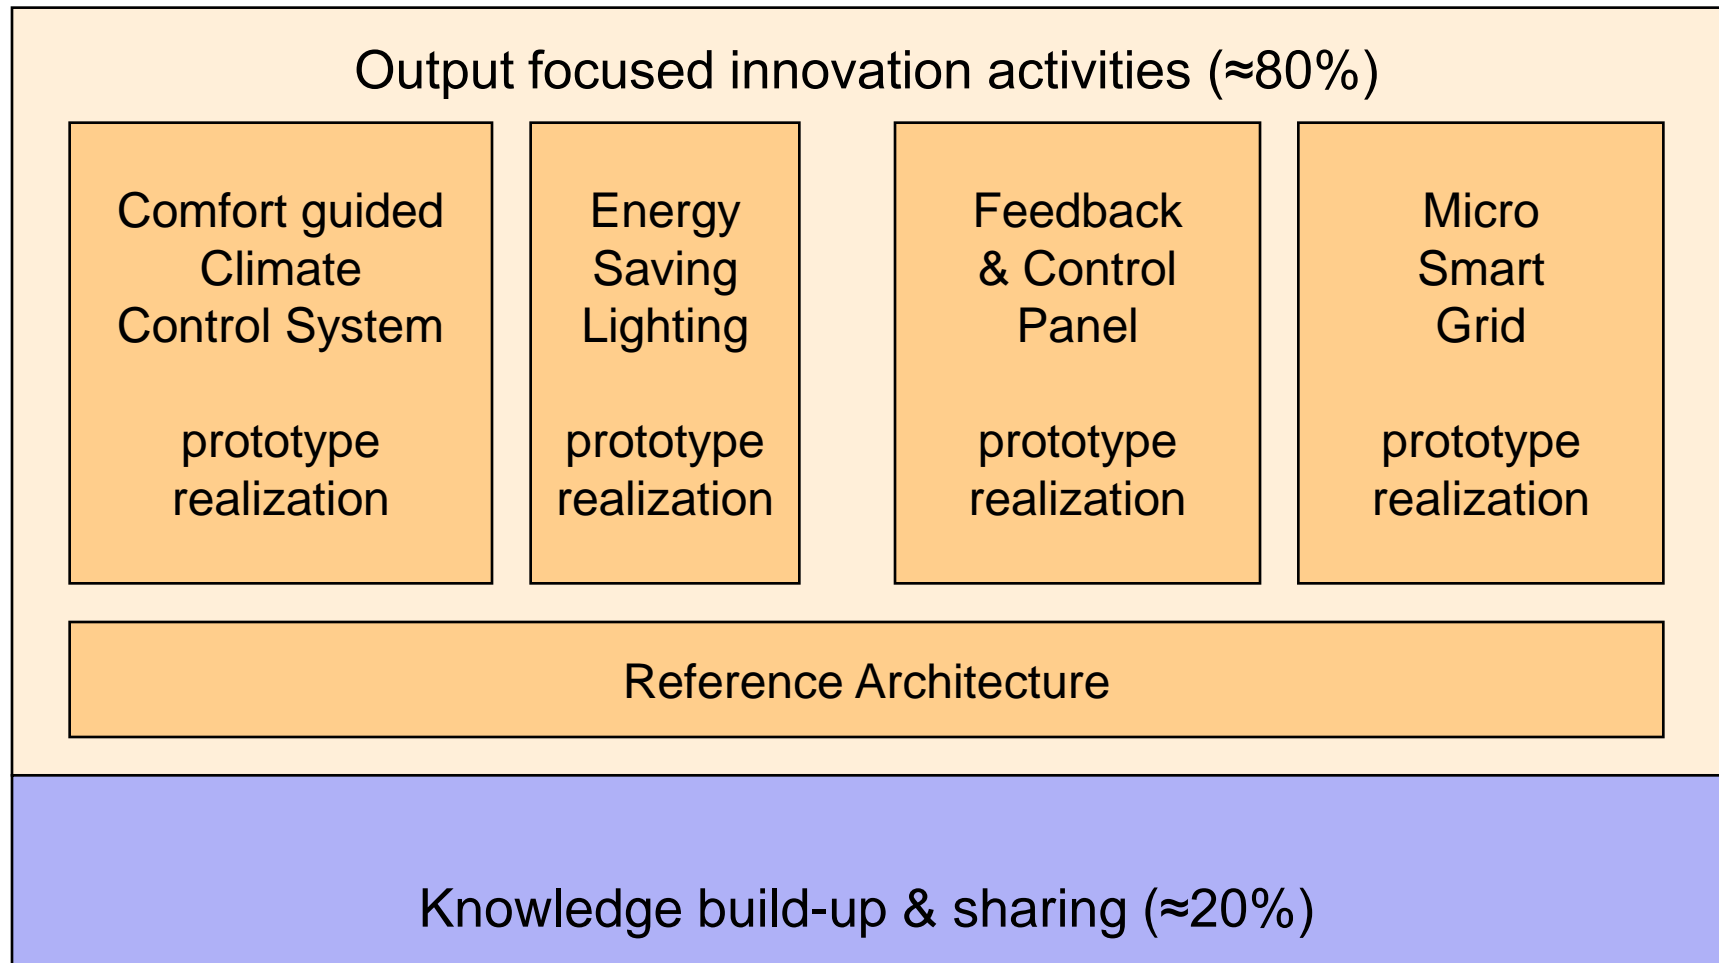 Output focused innovation activities (≈80%)
Comfort guided
Climate
Control System
prototype
realization
Energy
Saving
Lighting
prototype
realization
Feedback
& Control
Panel
prototype
realization
Micro
Smart
Grid
prototype
realization
Reference Architecture
Knowledge build-up & sharing (≈20%)